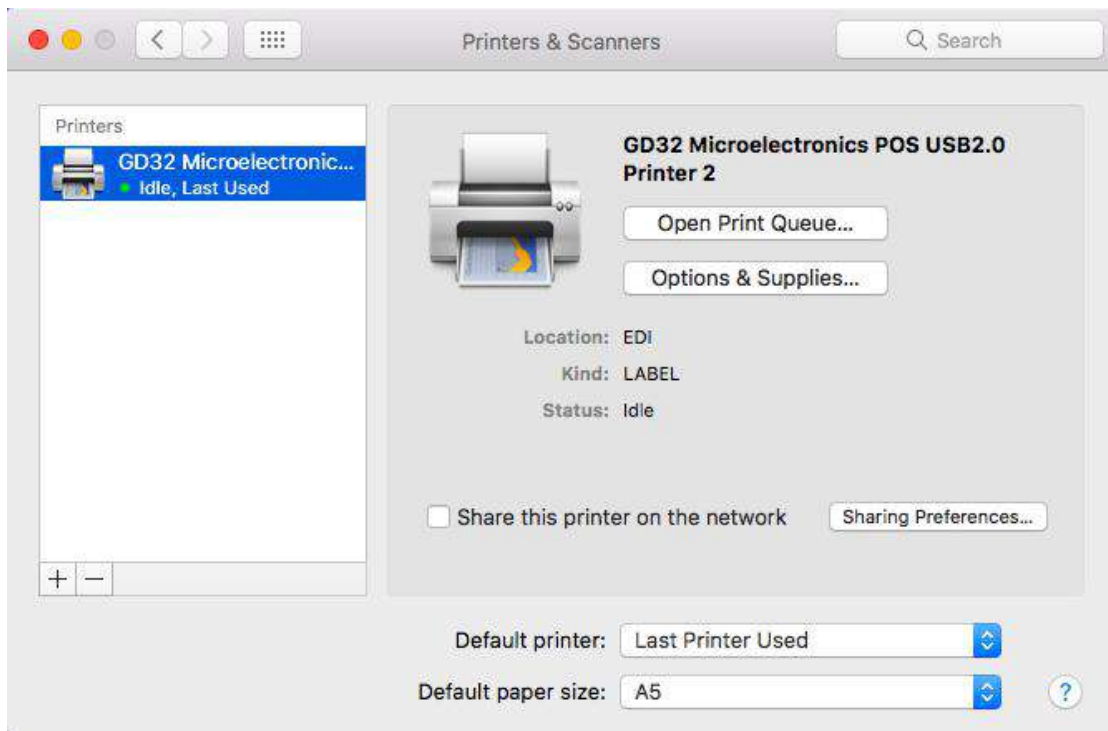 Printers & Scanners
Search
Printers
GD32 Microelectronic...
Idle, Last Used
GD32 Microelectronics POS USB2.0
Printer 2
Open Print Queue...
Options & Supplies...
Location: EDI
Kind: LABEL
Status: Idle
Share this printer on the network
Sharing Preferences...
+ −
Default printer: Last Printer Used
Default paper size: A5
?